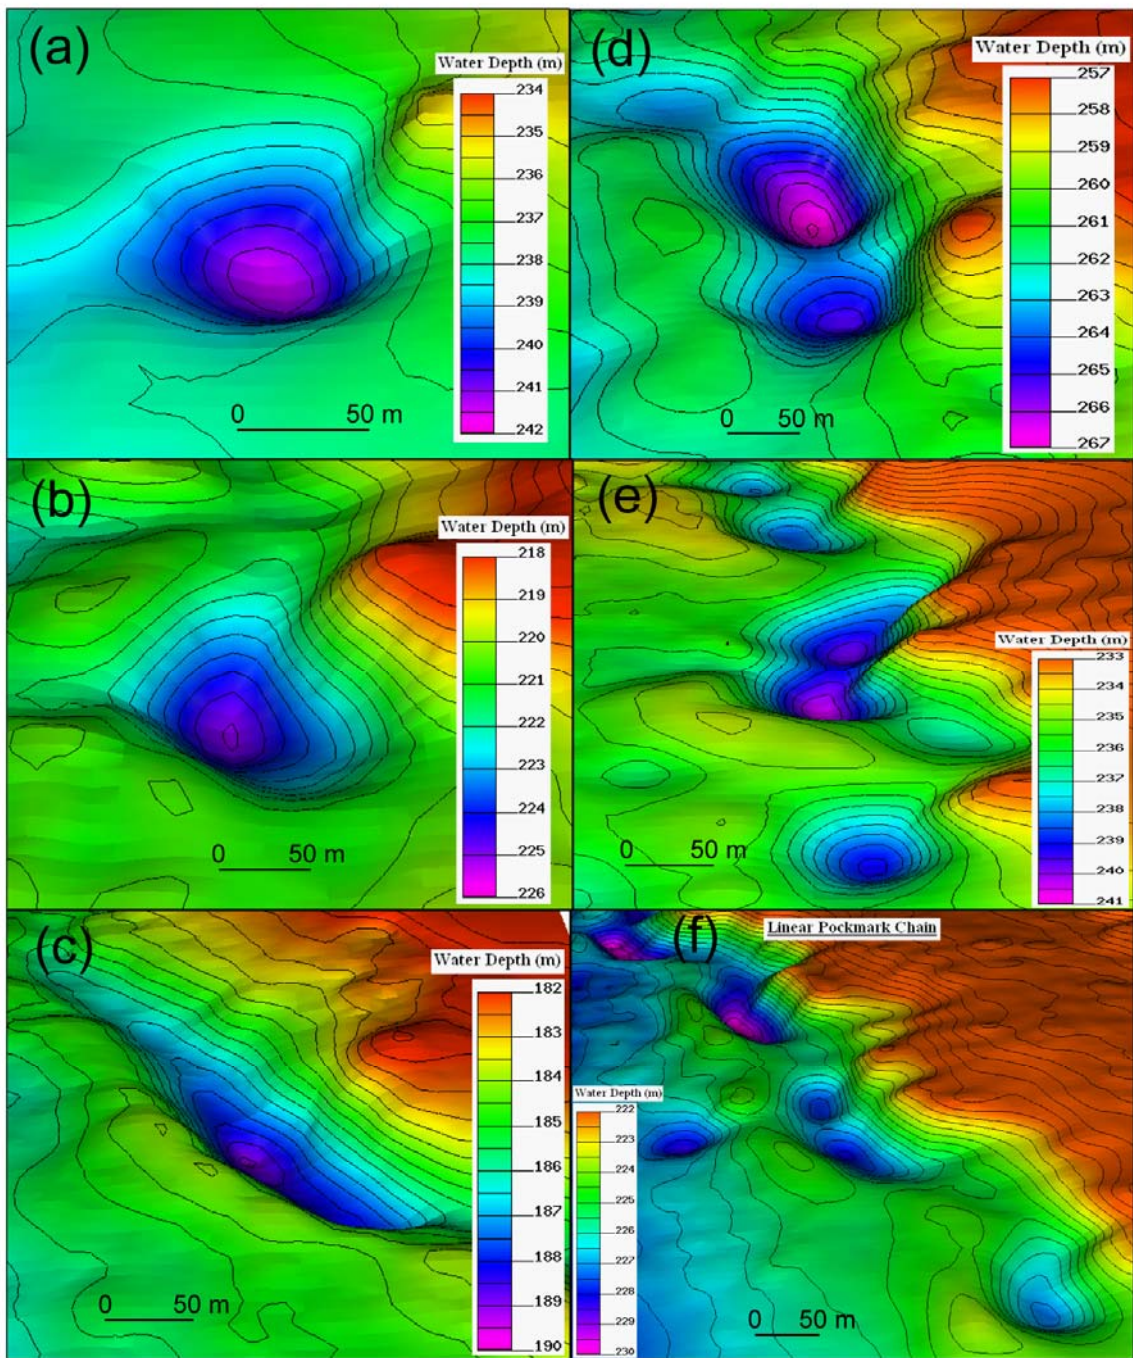 (a)
Water Depth (m)
234
235
236
237
238
239
240
241
242
0 50 m
(d)
Water Depth (m)
257
258
259
260
261
262
263
264
265
266
267
0 50 m
(b)
Water Depth (m)
218
219
220
221
222
223
224
225
226
0 50 m
(e)
Water Depth (m)
233
234
235
236
237
238
239
240
241
0 50 m
(c)
Water Depth (m)
182
183
184
185
186
187
188
189
190
0 50 m
(f)
Linear Pockmark Chain
Water Depth (m)
222
223
224
225
226
227
228
229
230
0 50 m